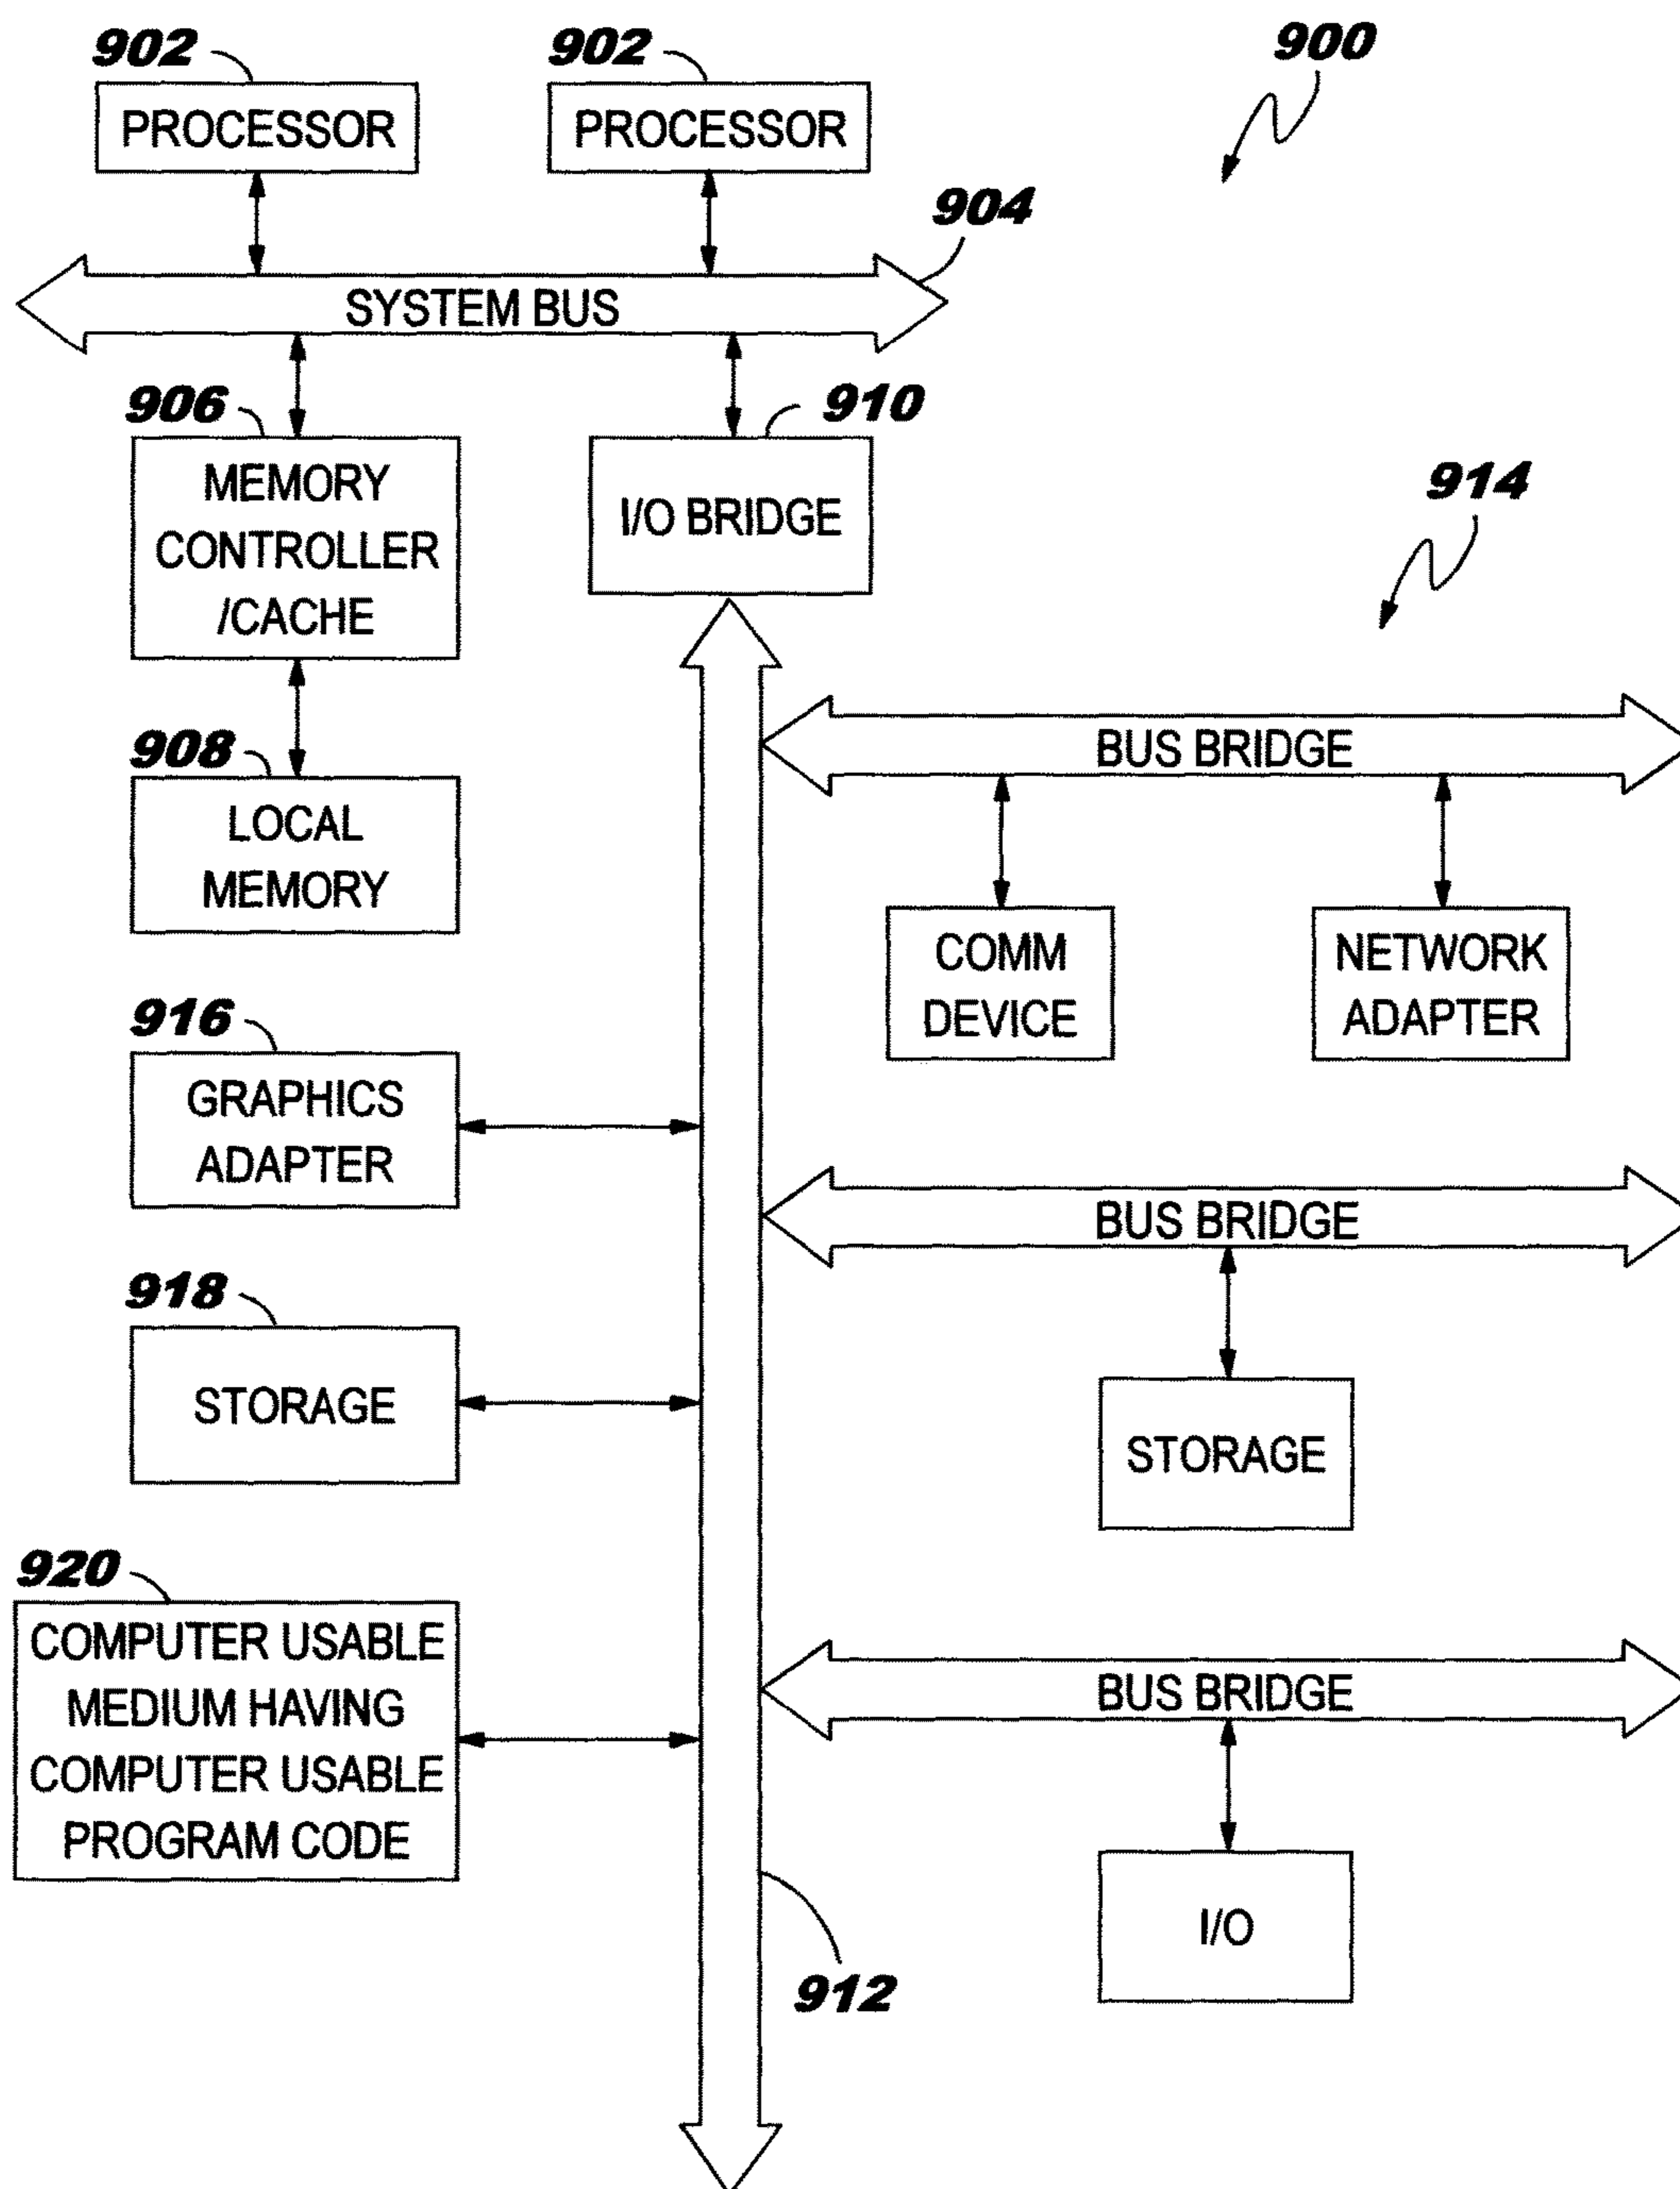 902
902
900
PROCESSOR
PROCESSOR
904
SYSTEM BUS
906
910
MEMORY
CONTROLLER
/CACHE
I/O BRIDGE
914
908
LOCAL
MEMORY
BUS BRIDGE
COMM
DEVICE
NETWORK
ADAPTER
916
GRAPHICS
ADAPTER
BUS BRIDGE
918
STORAGE
STORAGE
920
COMPUTER USABLE
MEDIUM HAVING
COMPUTER USABLE
PROGRAM CODE
BUS BRIDGE
I/O
912